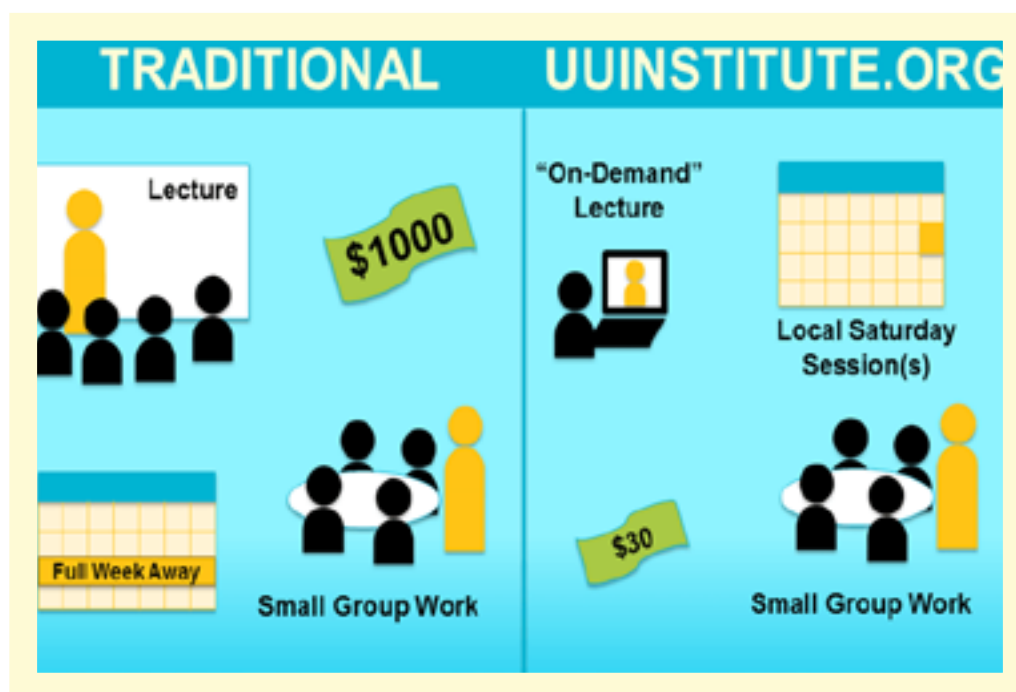 TRADITIONAL
Lecture
$1000
Full Week Away
Small Group Work
UUINSTITUTE.ORG
“On-Demand”
Lecture
Local Saturday
Session(s)
$30
Small Group Work